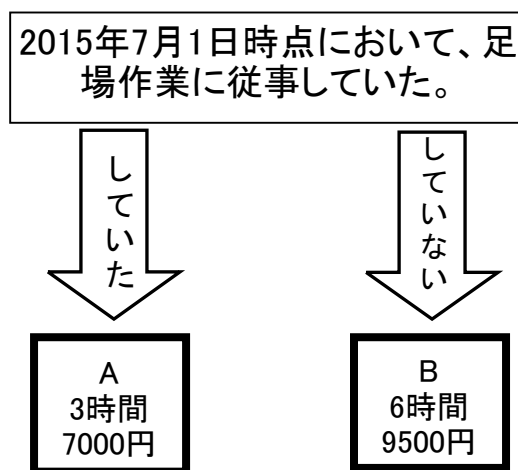 2015年7月1日時点において、足
場作業に従事していた。
していた
していない
A
3時間
7000円
B
6時間
9500円